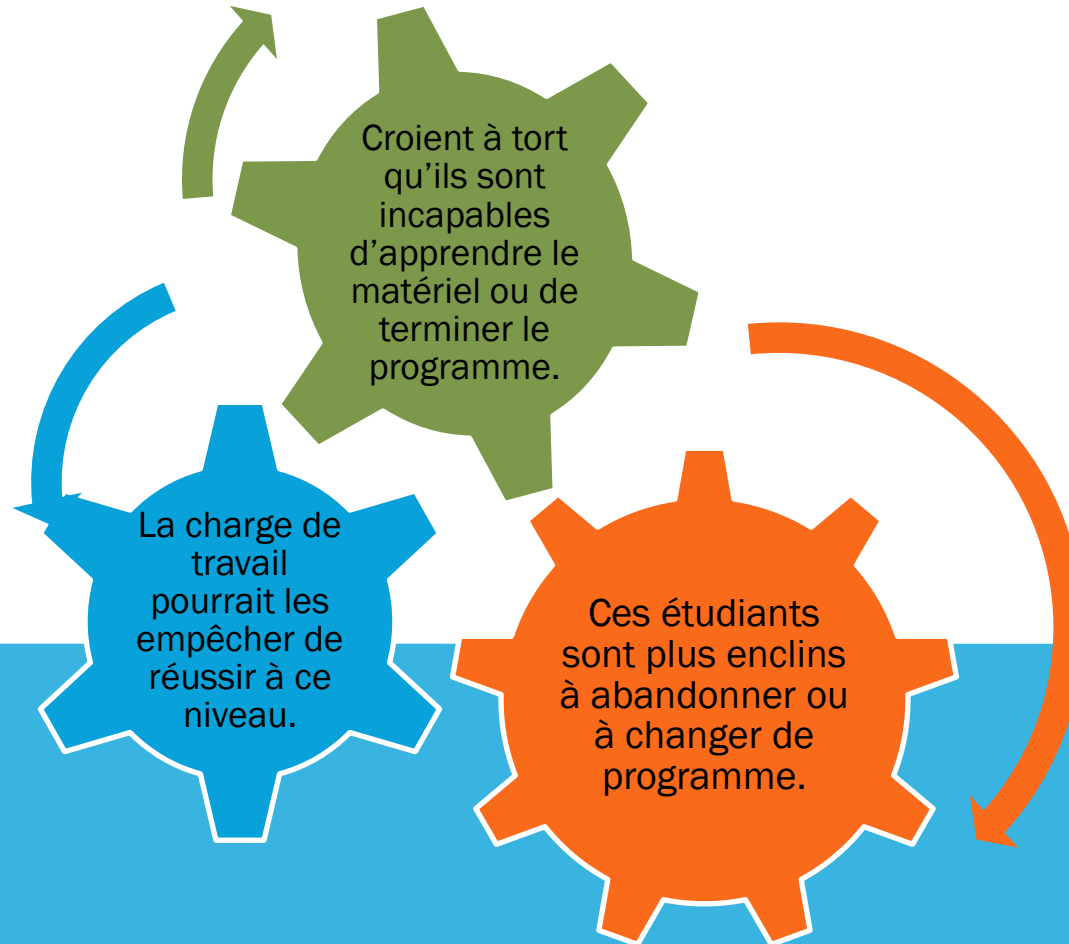 Croient à tort
qu’ils sont
incapables
d’apprendre le
matériel ou de
terminer le
programme.
La charge de
travail
pourrait les
empêcher de
réussir à ce
niveau.
Ces étudiants
sont plus enclins
à abandonner ou
à changer de
programme.